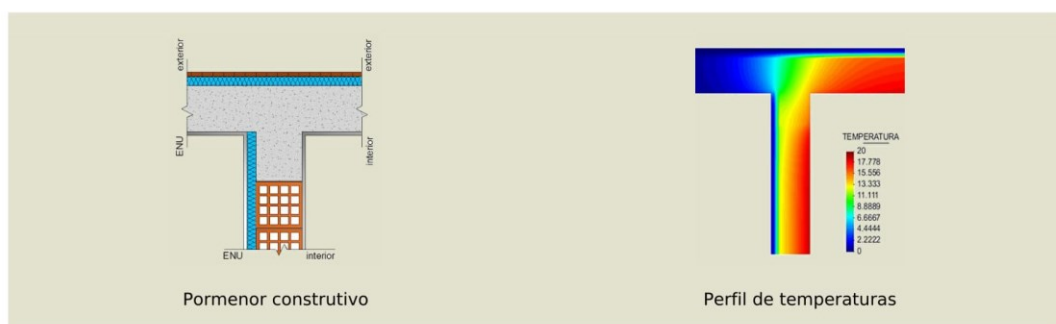 exterior
exterior
ENU
interior
ENU
interior
Pormenor construtivo
TEMPERATURA
20
17.778
15.556
13.333
11.111
8.8889
6.6667
4.4444
2.2222
0
Perfil de temperaturas